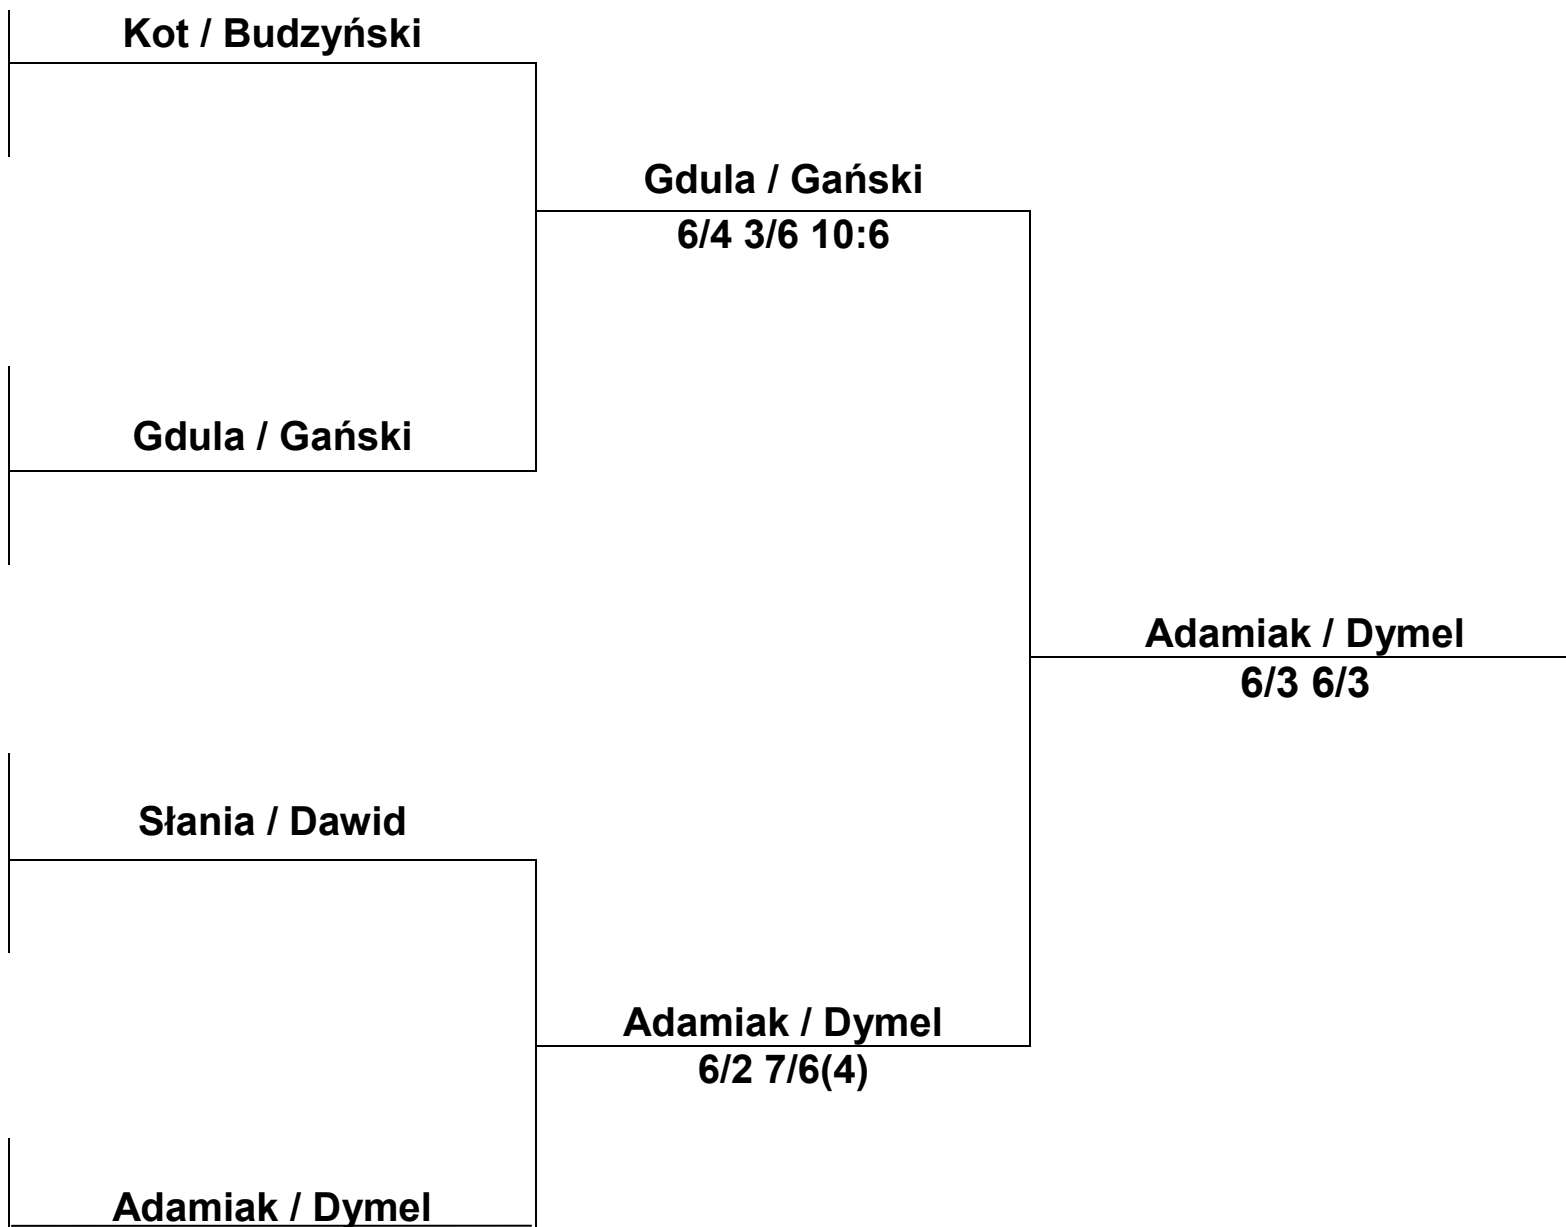 Kot / Budzyński
Gdula / Gański
6/4 3/6 10:6
Gdula / Gański
Adamiak / Dymel
6/3 6/3
Słania / Dawid
Adamiak / Dymel
6/2 7/6(4)
Adamiak / Dymel